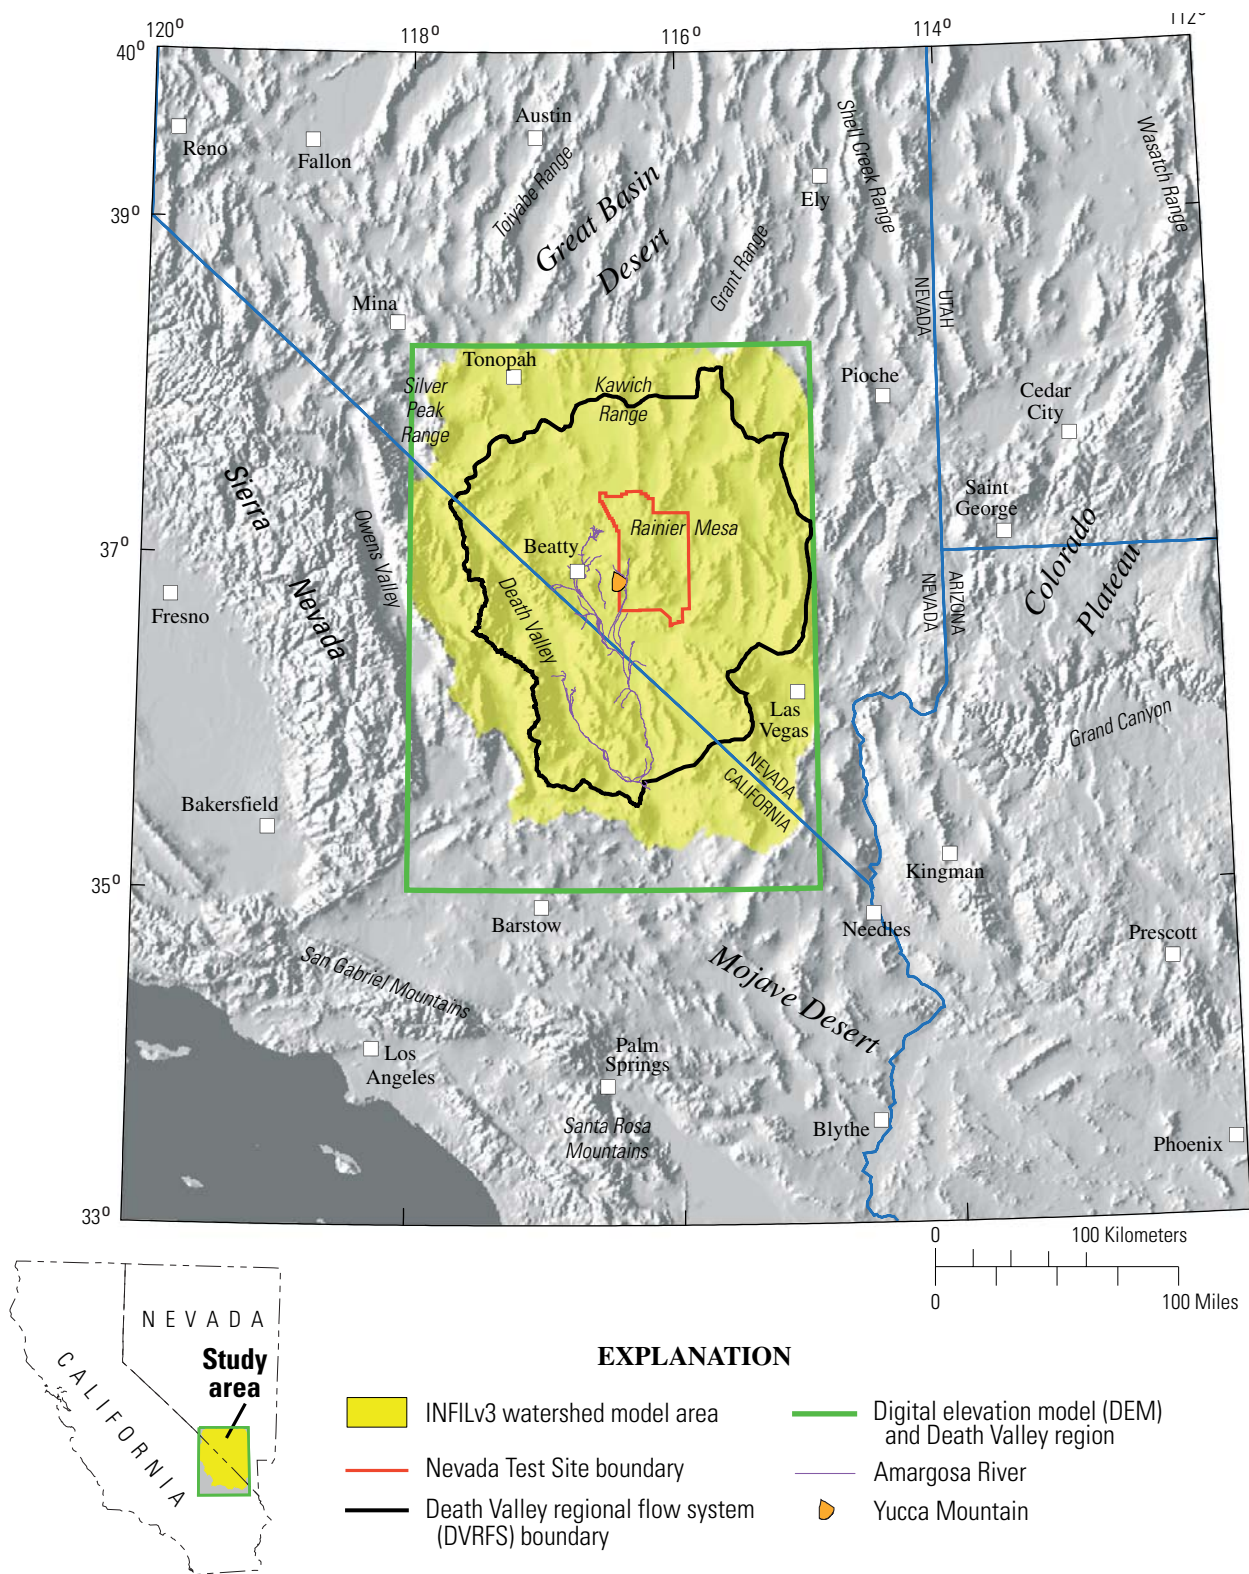 120°
118°
116°
114°
112°
40°
39°
37°
35°
33°
Reno
Fallon
Austin
Toiyabe Range
Great Basin
Desert
Grant Range
Ely
Shell Creek Range
Wasatch Range
NEVADA
UTAH
Mina
Tonopah
Silver
Peak
Range
Kawich
Range
Pioche
Cedar
City
Saint
George
Sierra
Nevada
Owens Valley
Rainier Mesa
Beatty
Death Valley
Colorado
Plateau
NEVADA
ARIZONA
Fresno
Las
Vegas
Grand Canyon
NEVADA
CALIFORNIA
Bakersfield
Kingman
Barstow
Needles
Prescott
San Gabriel Mountains
Mojave Desert
Los
Angeles
Palm
Springs
Santa Rosa
Mountains
Blythe
Phoenix
0
100 Kilometers
0
100 Miles
NEVADA
CALIFORNIA
Study
area
EXPLANATION
INFILv3 watershed model area
Nevada Test Site boundary
Death Valley regional flow system
(DVRFS) boundary
Digital elevation model (DEM)
and Death Valley region
Amargosa River
Yucca Mountain